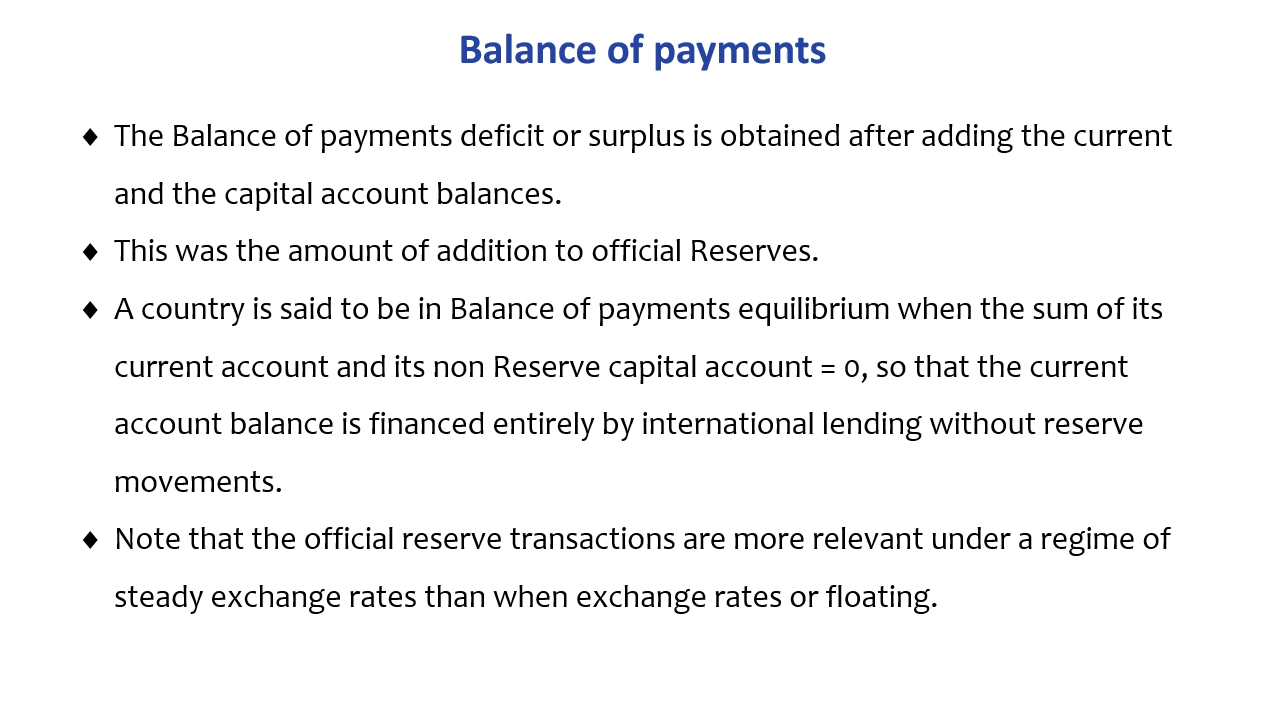 Balance of payments
♦ The Balance of payments deficit or surplus is obtained after adding the current
and the capital account balances.
♦ This was the amount of addition to official Reserves.
♦ A country is said to be in Balance of payments equilibrium when the sum of its
current account and its non Reserve capital account = 0, so that the current
account balance is financed entirely by international lending without reserve
movements.
♦ Note that the official reserve transactions are more relevant under a regime of
steady exchange rates than when exchange rates or floating.